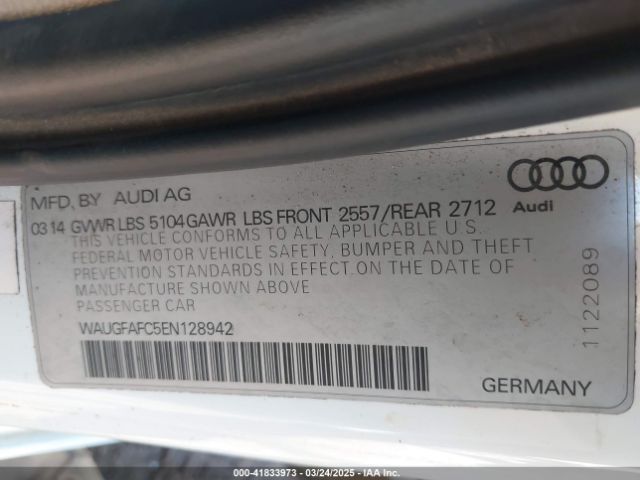 MFD. BY AUDI AG
03 14 GVWR LBS 5104 GAWR LBS FRONT 2557/REAR 2712
THIS VEHICLE CONFORMS TO ALL APPLICABLE U.S.
FEDERAL MOTOR VEHICLE SAFETY, BUMPER AND THEFT
PREVENTION STANDARDS IN EFFECT ON THE DATE OF
MANUFACTURE SHOWN ABOVE
PASSENGER CAR
WAUGFAFC5EN128942
Audi
1122089
GERMANY
000-41833973 — 03/24/2025 — IAA Inc.